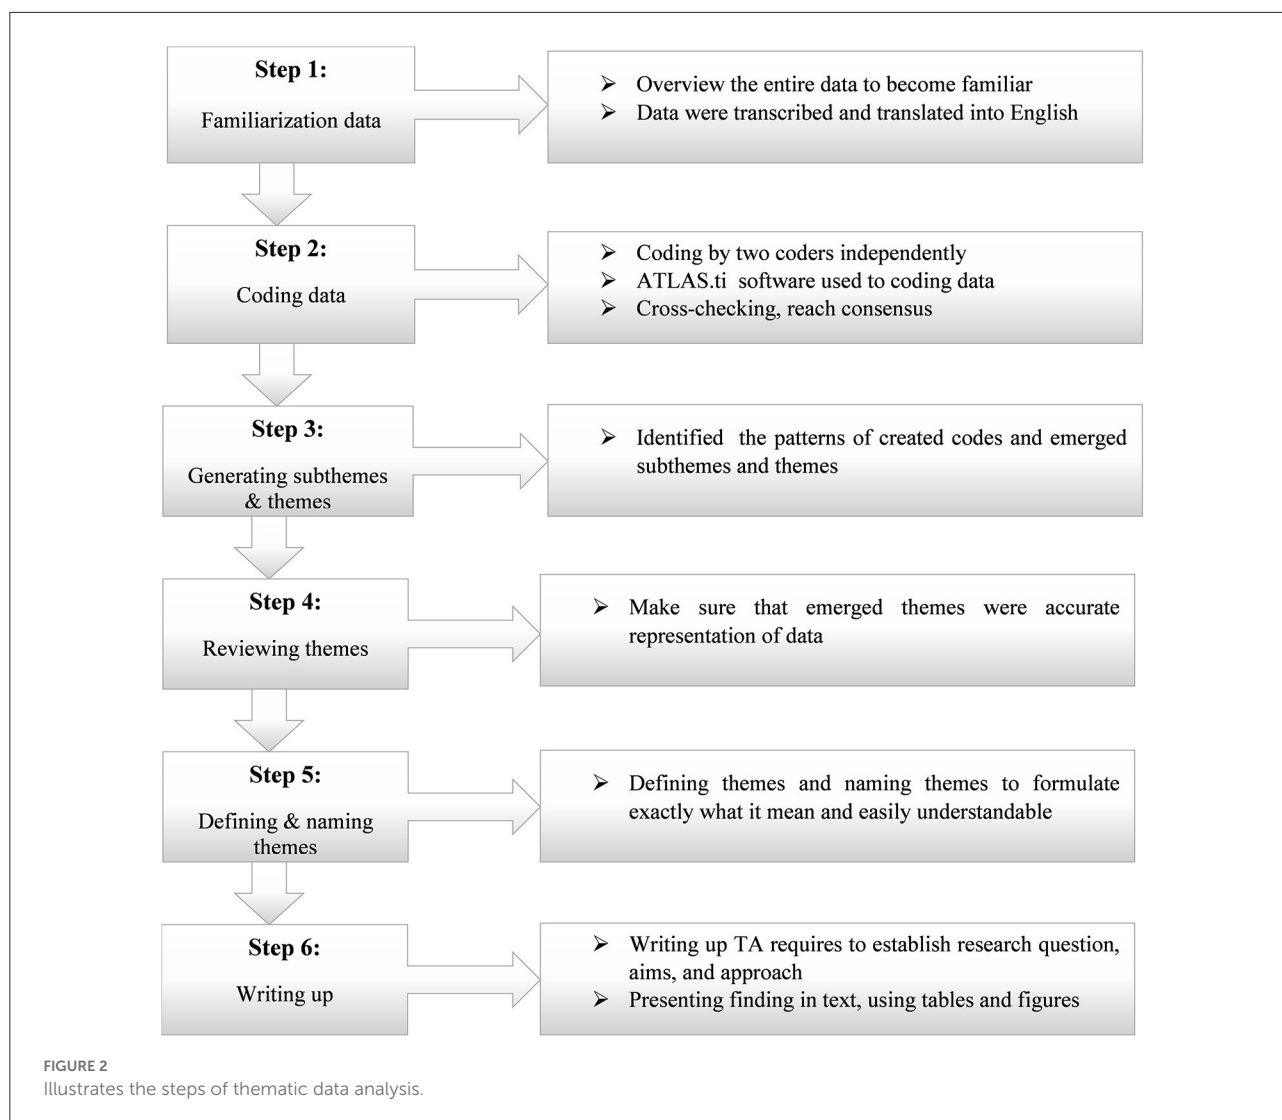 Step 1:
Familiarization data
➢ Overview the entire data to become familiar
➢ Data were transcribed and translated into English
Step 2:
Coding data
➢ Coding by two coders independently
➢ ATLAS.ti software used to coding data
➢ Cross-checking, reach consensus
Step 3:
Generating subthemes
& themes
➢ Identified the patterns of created codes and emerged
subthemes and themes
Step 4:
Reviewing themes
➢ Make sure that emerged themes were accurate
representation of data
Step 5:
Defining & naming
themes
➢ Defining themes and naming themes to formulate
exactly what it mean and easily understandable
Step 6:
Writing up
➢ Writing up TA requires to establish research question,
aims, and approach
➢ Presenting finding in text, using tables and figures
FIGURE 2
Illustrates the steps of thematic data analysis.